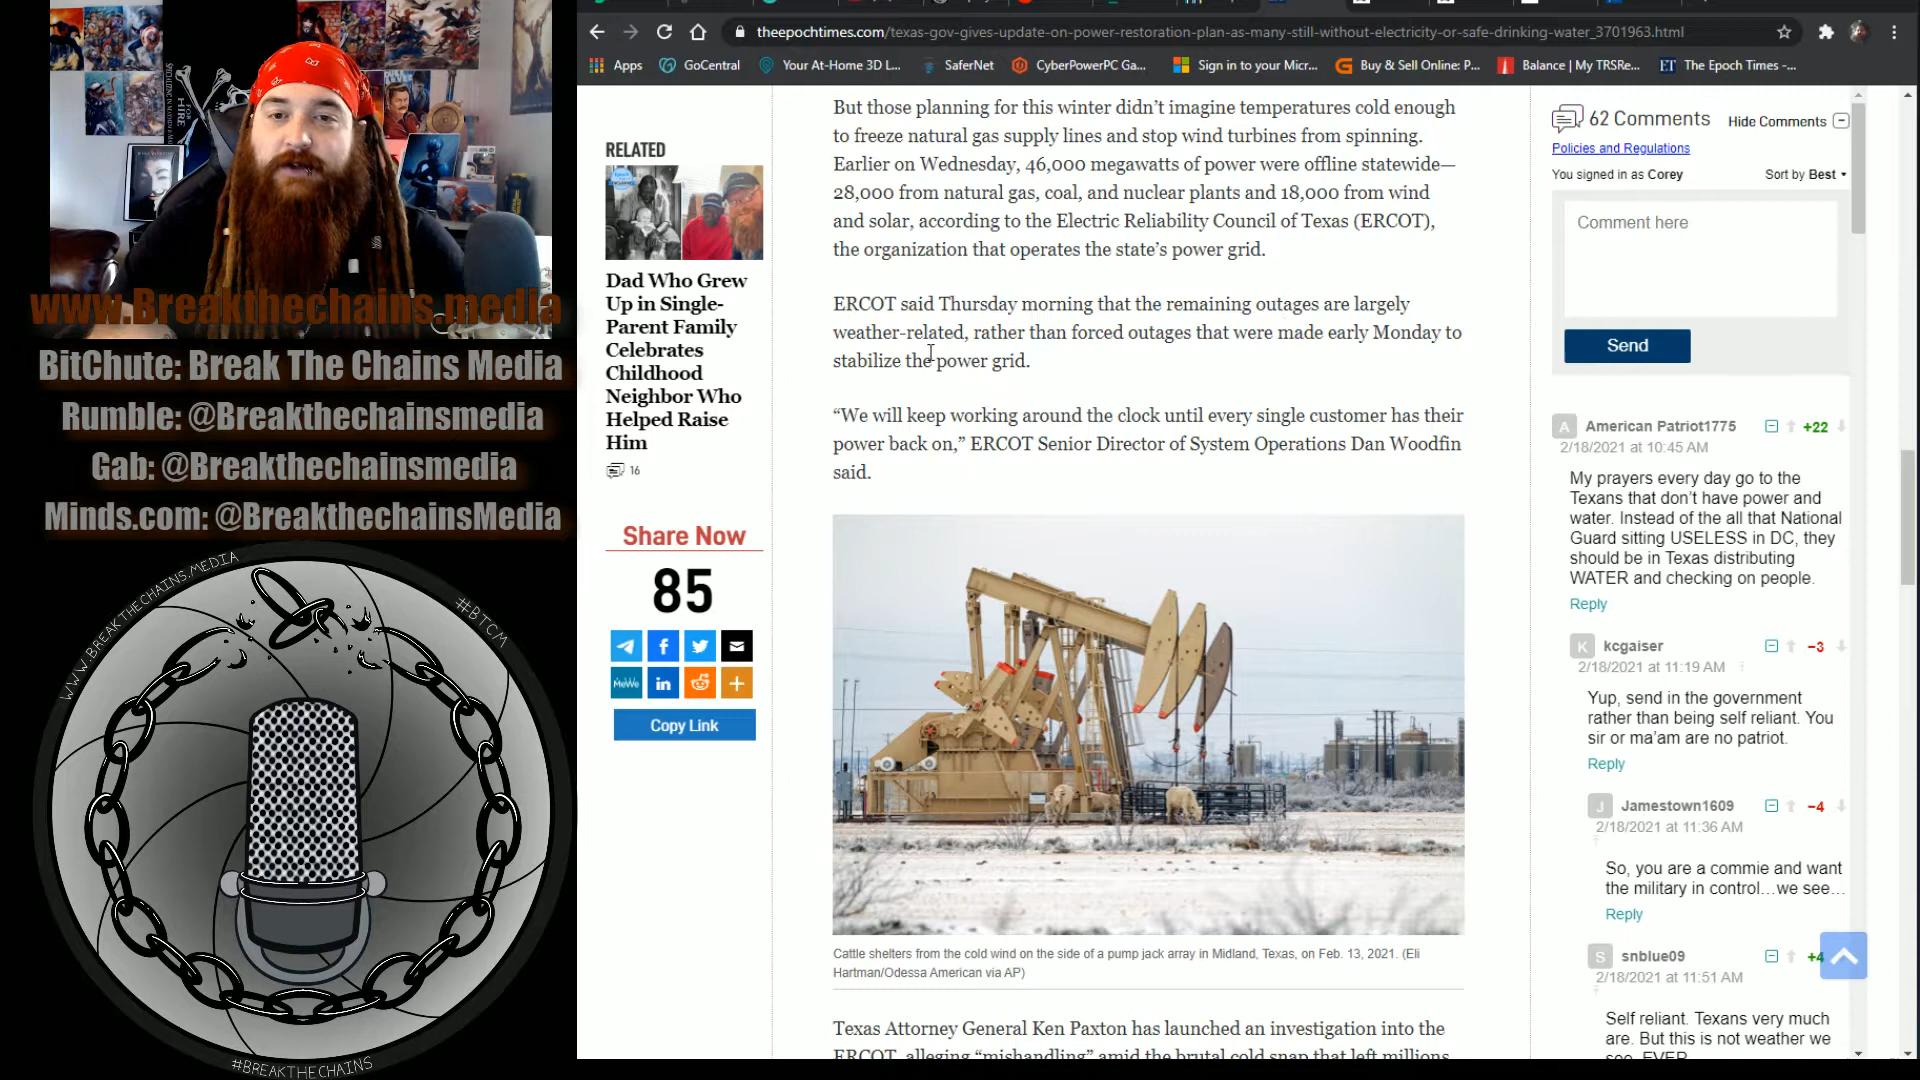 theepochtimes.com/texas-gov-gives-update-on-power-restoration-plan-as-many-still-without-electricity-or-safe-drinking-water_3701963.html
Apps
GoCentral
Your At-Home 3D L...
SaferNet
CyberPowerPC Ga...
Sign in to your Micr...
Buy & Sell Online: P...
Balance | My TRSRe...
ET The Epoch Times -...
www.Breakthechains.media
BitChute: Break The Chains Media
Rumble: @Breakthechainsmedia
Gab: @Breakthechainsmedia
Minds.com: @BreakthechainsMedia
WWW.BREAKTHECHAINS.MEDIA
#BTCM
#BREAKTHECHAINS
RELATED
Dad Who Grew
Up in Single-
Parent Family
Celebrates
Childhood
Neighbor Who
Helped Raise
Him
16
Share Now
85
MeWe
in
Copy Link
But those planning for this winter didn't imagine temperatures cold enough
to freeze natural gas supply lines and stop wind turbines from spinning.
Earlier on Wednesday, 46,000 megawatts of power were offline statewide—
28,000 from natural gas, coal, and nuclear plants and 18,000 from wind
and solar, according to the Electric Reliability Council of Texas (ERCOT),
the organization that operates the state's power grid.
ERCOT said Thursday morning that the remaining outages are largely
weather-related, rather than forced outages that were made early Monday to
stabilize the power grid.
“We will keep working around the clock until every single customer has their
power back on,” ERCOT Senior Director of System Operations Dan Woodfin
said.
Cattle shelters from the cold wind on the side of a pump jack array in Midland, Texas, on Feb. 13, 2021. (Eli
Hartman/Odessa American via AP)
Texas Attorney General Ken Paxton has launched an investigation into the
ERCOT, alleging “mishandling” amid the brutal cold snap that left millions
62 Comments
Hide Comments
Policies and Regulations
You signed in as Corey
Sort by Best
Comment here
Send
A
American Patriot1775
+22
2/18/2021 at 10:45 AM
My prayers every day go to the
Texans that don't have power and
water. Instead of the all that National
Guard sitting USELESS in DC, they
should be in Texas distributing
WATER and checking on people.
Reply
K
kcgaiser
−3
2/18/2021 at 11:19 AM
Yup, send in the government
rather than being self reliant. You
sir or ma'am are no patriot.
Reply
J
Jamestown1609
−4
2/18/2021 at 11:36 AM
So, you are a commie and want
the military in control…we see…
Reply
S
snblue09
+4
2/18/2021 at 11:51 AM
Self reliant. Texans very much
are. But this is not weather we
see. EVER